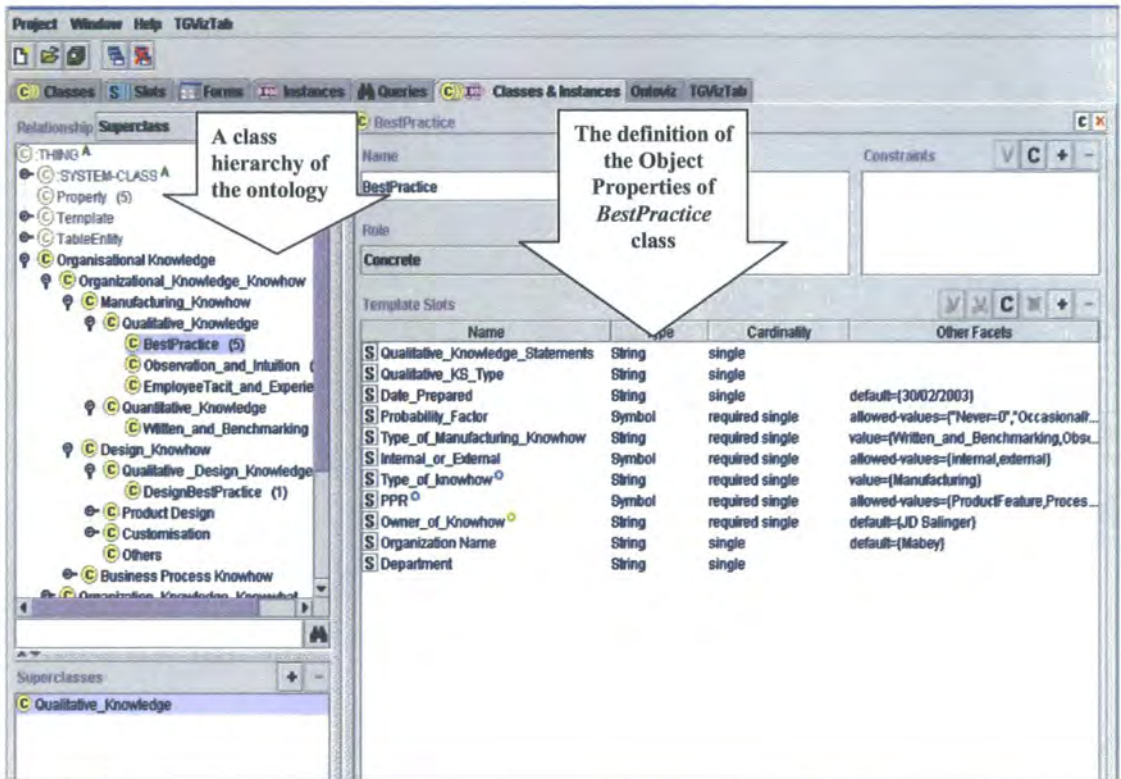 Project Window Help TGVizTab
C Classes S Slots Forms Instances Queries C Classes & Instances Ontoviz TGVizTab
Relationship Superclass
C :THING A
C :SYSTEM-CLASS A
C Property (5)
C Template
C TableEntity
C Organisational Knowledge
C Organizational_Knowledge_Knowhow
C Manufacturing_Knowhow
C Qualitative_Knowledge
C BestPractice (5)
C Observation_and_Intuition (
C EmployeeTacit_and_Experie
C Quantitative_Knowledge
C Written_and_Benchmarking
C Design_Knowhow
C Qualitative_Design_Knowledge
C DesignBestPractice (1)
C Product Design
C Customisation
C Others
C Business Process Knowhow
C Organization_Knowledge_Knowwhat
Superclasses + -
C Qualitative_Knowledge
A class
hierarchy of
the ontology
C BestPractice C X
Name
BestPractice
Role
Concrete
The definition of
the Object
Properties of
BestPractice
class
Constraints V C + -
Template Slots V C + -
Name Type Cardinality Other Facets
S Qualitative_Knowledge_Statements String single
S Qualitative_KS_Type String single
S Date_Prepared String single default={30/02/2003}
S Probability_Factor Symbol required single allowed-values={"Never=0","Occasionallr...
S Type_of_Manufacturing_Knowhow String required single value={Written_and_Benchmarking,Obse...
S Internal_or_External Symbol required single allowed-values={internal,external}
S Type_of_knowhow String required single value={Manufacturing}
S PPR Symbol required single allowed-values={ProductFeature,Proces...
S Owner_of_Knowhow String required single default={JD Salinger}
S Organization Name String single default={Mabey}
S Department String single